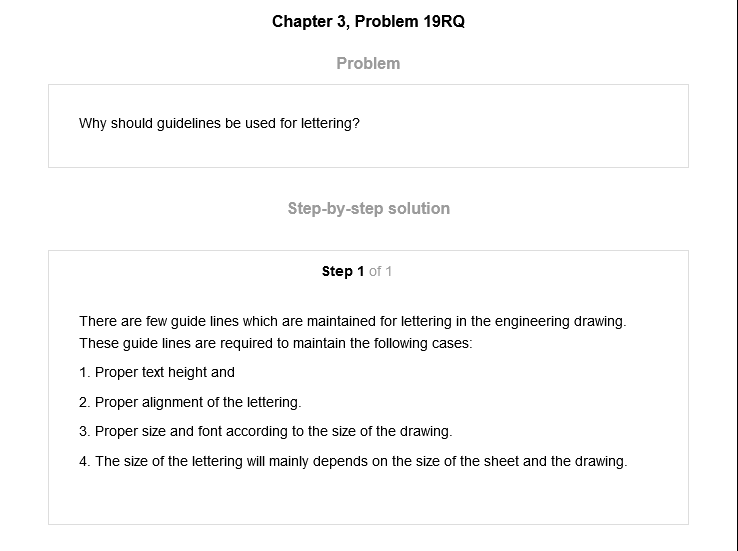 Chapter 3, Problem 19RQ
Problem
Why should guidelines be used for lettering?
Step-by-step solution
Step 1 of 1
There are few guide lines which are maintained for lettering in the engineering drawing.
These guide lines are required to maintain the following cases:
1. Proper text height and
2. Proper alignment of the lettering.
3. Proper size and font according to the size of the drawing.
4. The size of the lettering will mainly depends on the size of the sheet and the drawing.